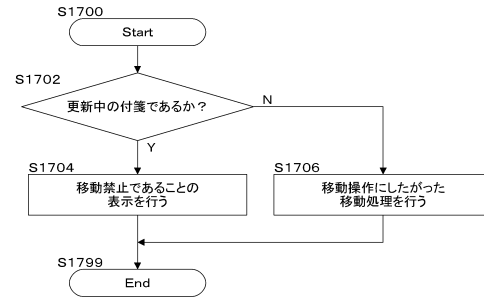 S1700
Start
S1702
更新中の付箋であるか？
N
Y
S1704
移動禁止であることの
表示を行う
S1706
移動操作にしたがった
移動処理を行う
S1799
End